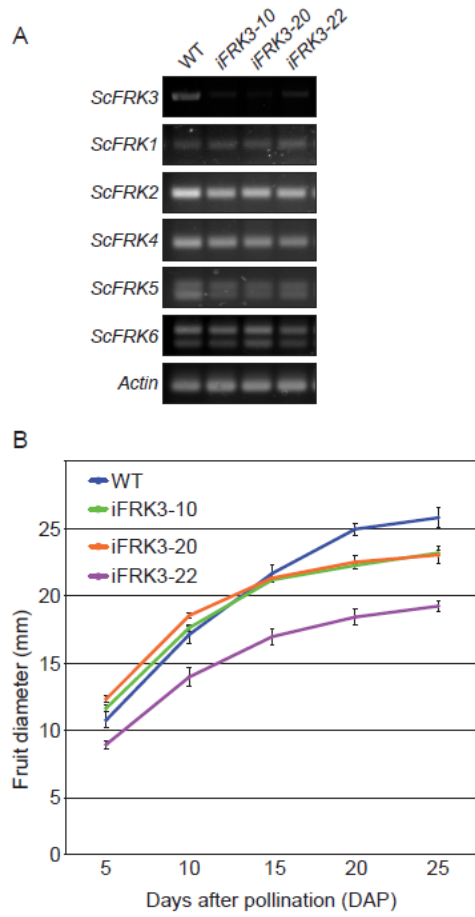 A
WT iFRK3-10 iFRK3-20 iFRK3-22
ScFRK3
ScFRK1
ScFRK2
ScFRK4
ScFRK5
ScFRK6
Actin
B
WT
iFRK3-10
iFRK3-20
iFRK3-22
Fruit diameter (mm)
25
20
15
10
5
0
5 10 15 20 25
Days after pollination (DAP)